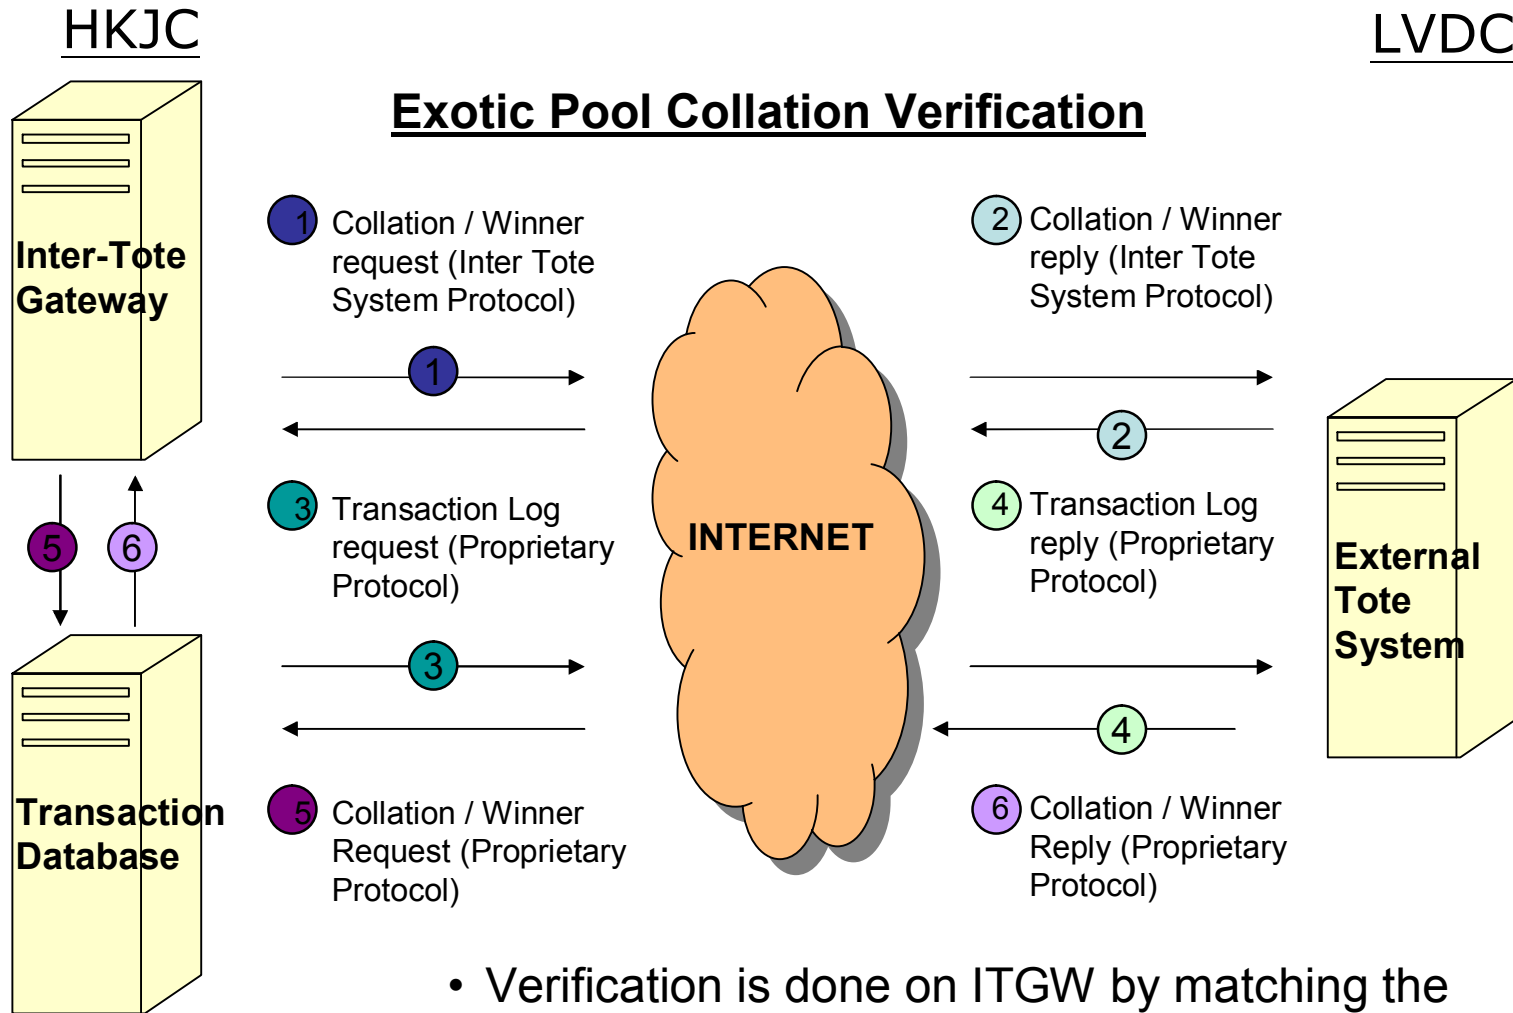 HKJC
LVDC
Exotic Pool Collation Verification
Inter-Tote
Gateway
1 Collation / Winner
request (Inter Tote
System Protocol)
2 Collation / Winner
reply (Inter Tote
System Protocol)
1
2
3 Transaction Log
request (Proprietary
Protocol)
INTERNET
4 Transaction Log
reply (Proprietary
Protocol)
5
6
External
Tote
System
3
4
Transaction
Database
5 Collation / Winner
Request (Proprietary
Protocol)
6 Collation / Winner
Reply (Proprietary
Protocol)
• Verification is done on ITGW by matching the